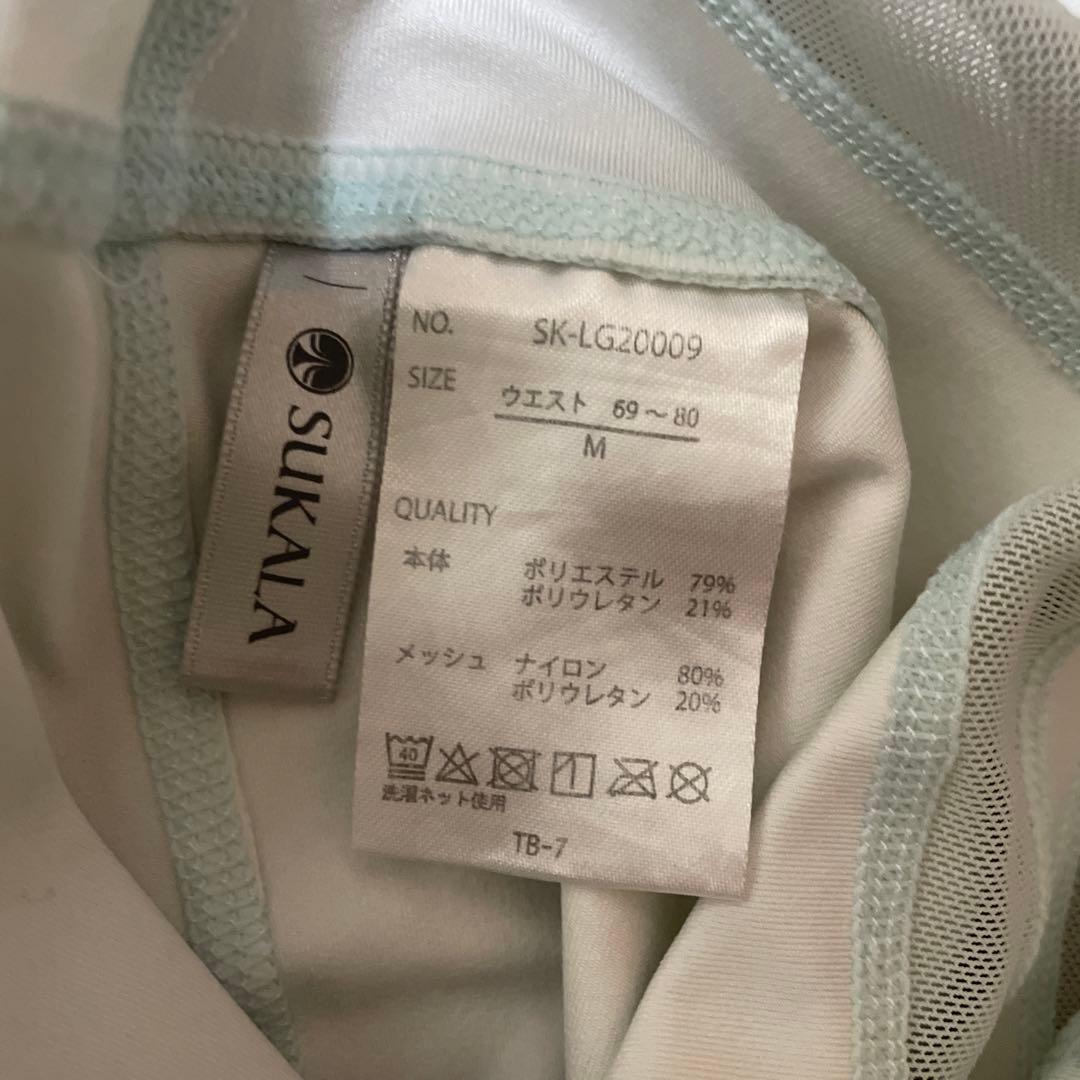 SUKALA
NO. SK-LG20009
SIZE ウエスト 69～80
M
QUALITY
本体 ポリエステル 79%
ポリウレタン 21%
メッシュ ナイロン 80%
ポリウレタン 20%
40
洗濯ネット使用
TB-7